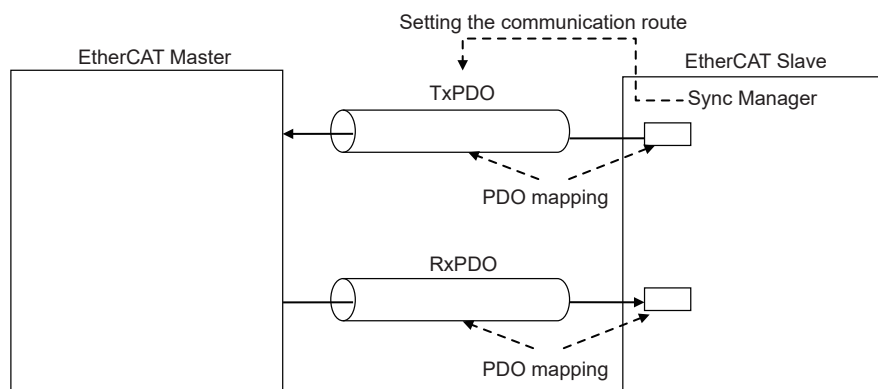 Setting the communication route
EtherCAT Master
EtherCAT Slave
TxPDO
Sync Manager
PDO mapping
RxPDO
PDO mapping